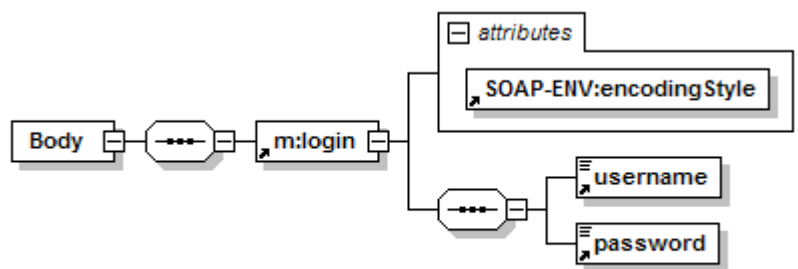 attributes
SOAP-ENV:encodingStyle
Body
m:login
username
password